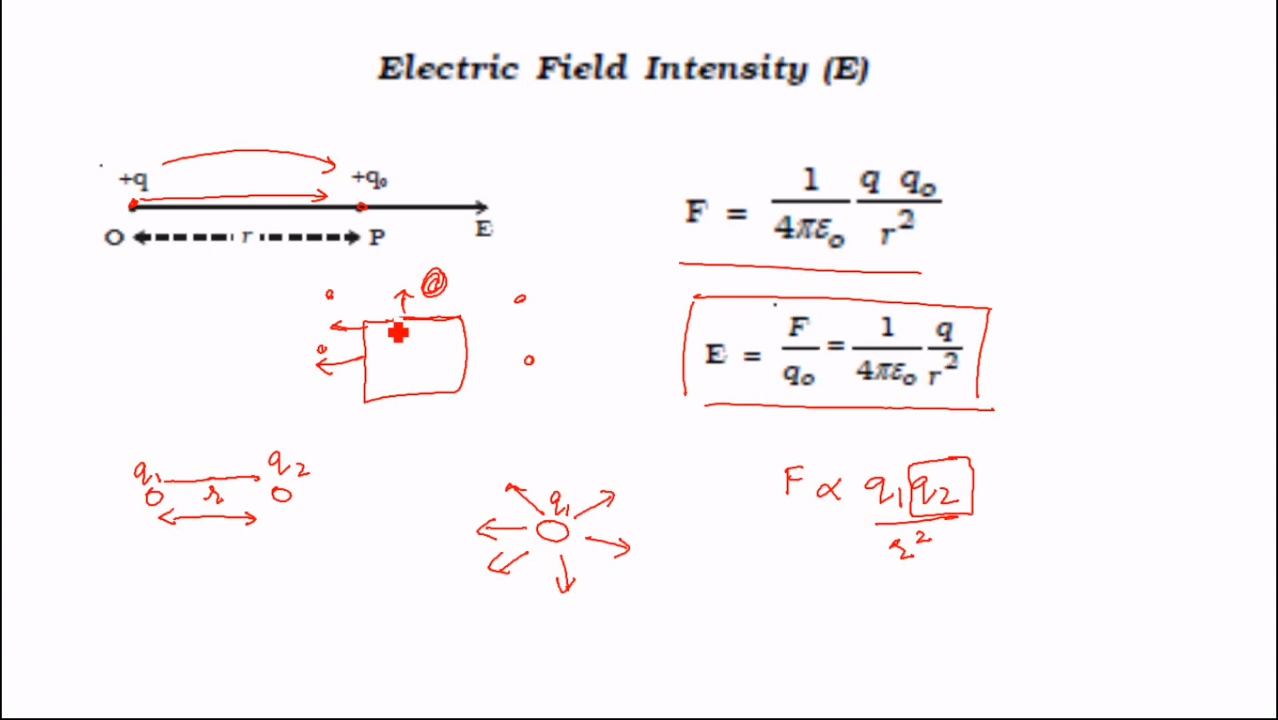 Electric Field Intensity (E)
+q +q₀
O r P E
F = 1/4πε₀ q q₀/r²
E = F/q₀ = 1/4πε₀ q/r²
q₁ q₂
r
q₁
F ∝ q₁q₂/r²